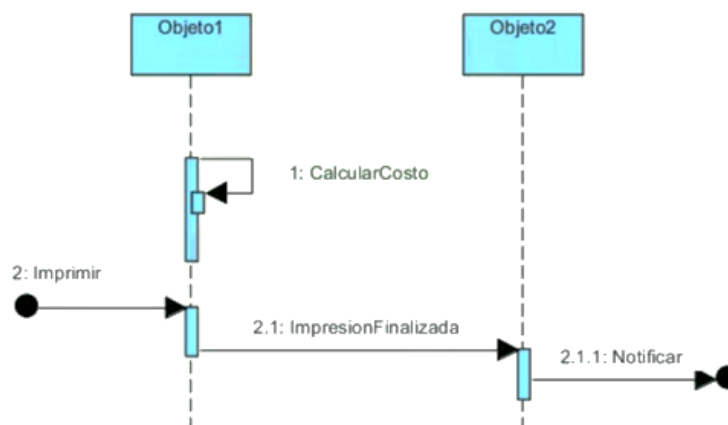 Objeto1
Objeto2
1: CalcularCosto
2: Imprimir
2.1: ImpresionFinalizada
2.1.1: Notificar